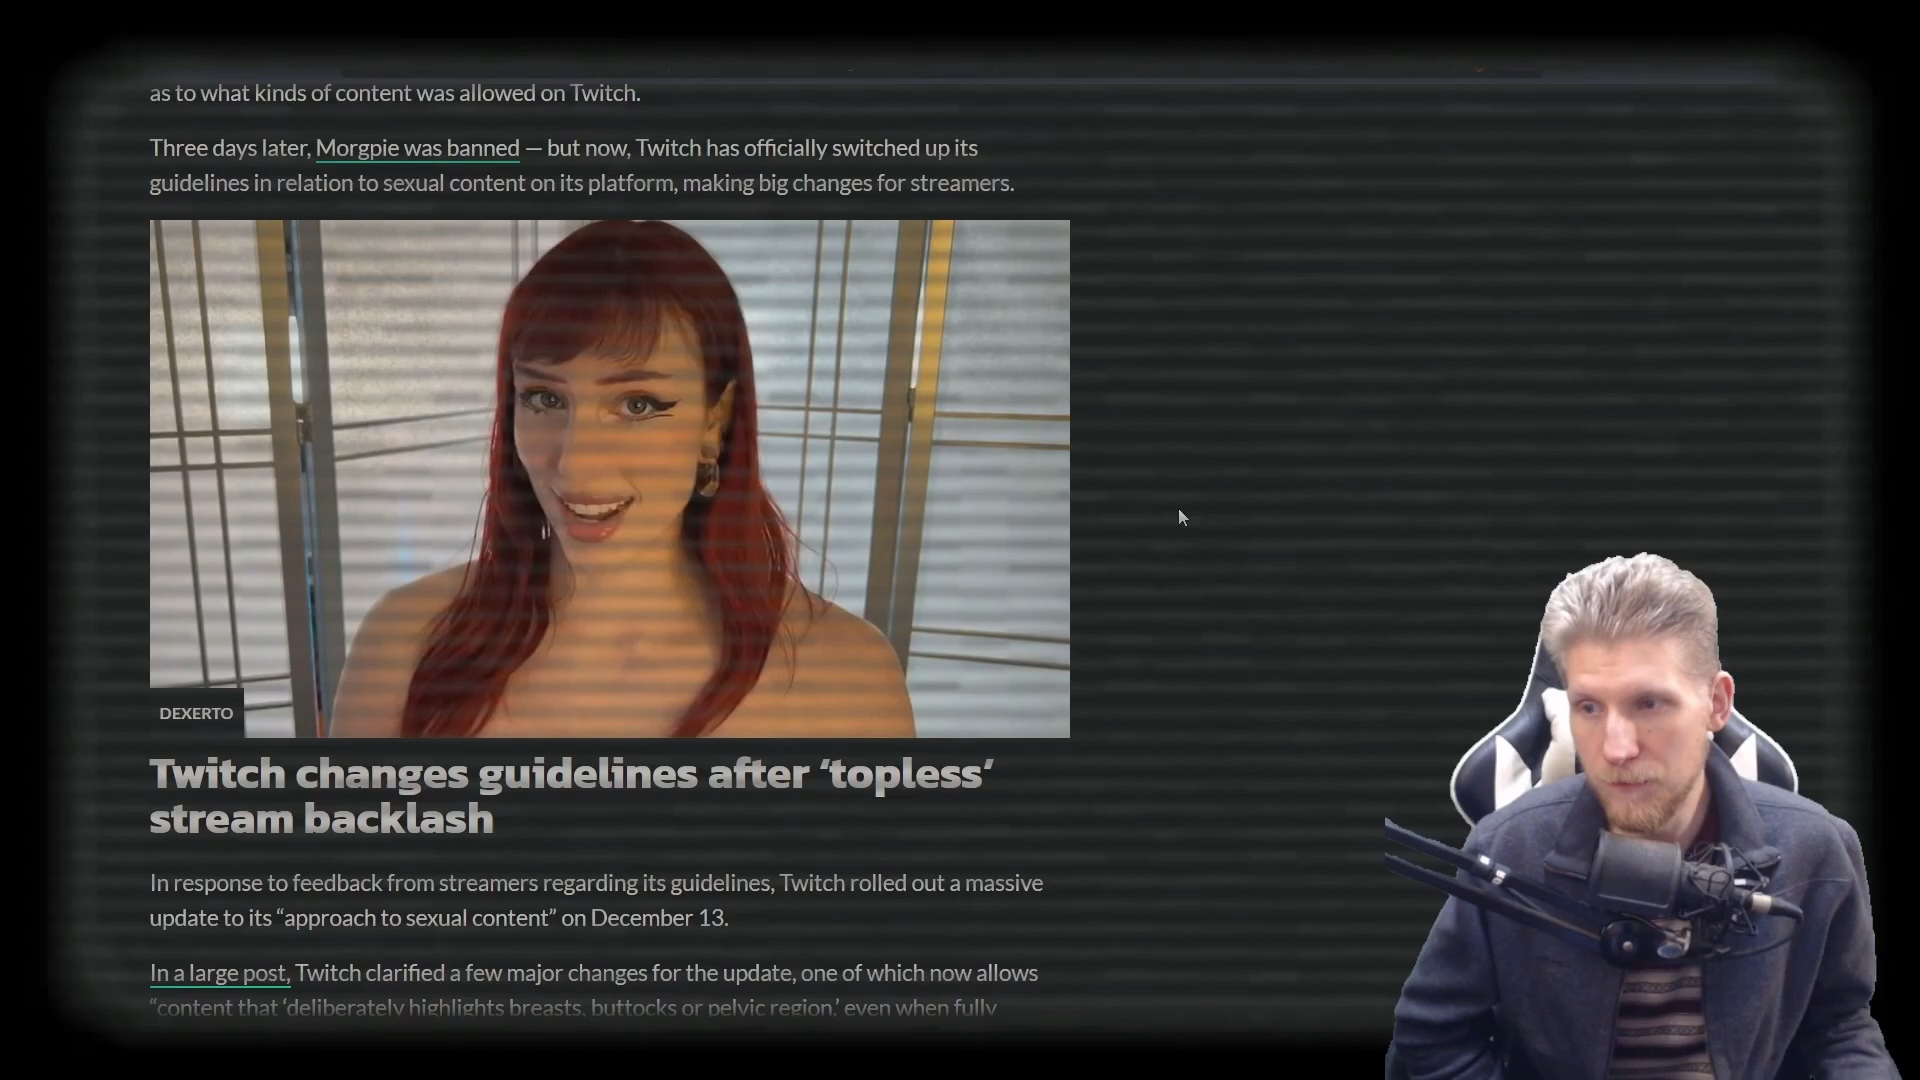 as to what kinds of content was allowed on Twitch.
Three days later, Morgpie was banned — but now, Twitch has officially switched up its
guidelines in relation to sexual content on its platform, making big changes for streamers.
DEXERTO
Twitch changes guidelines after ‘topless’
stream backlash
In response to feedback from streamers regarding its guidelines, Twitch rolled out a massive
update to its “approach to sexual content” on December 13.
In a large post, Twitch clarified a few major changes for the update, one of which now allows
“content that ‘deliberately highlights breasts, buttocks or pelvic region,’ even when fully